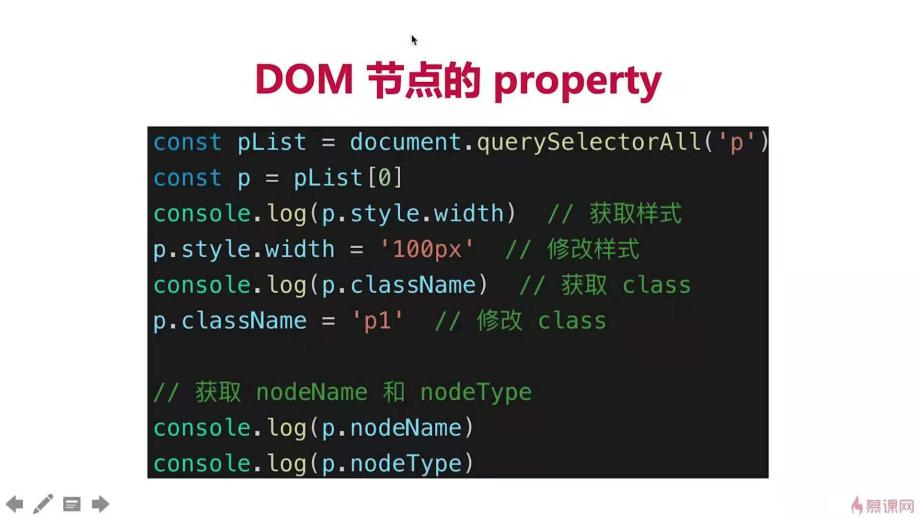 DOM 节点的 property
const pList = document.querySelectorAll('p')
const p = pList[0]
console.log(p.style.width)  // 获取样式
p.style.width = '100px'  // 修改样式
console.log(p.className)  // 获取 class
p.className = 'p1'  // 修改 class
// 获取 nodeName 和 nodeType
console.log(p.nodeName)
console.log(p.nodeType)
慕课网